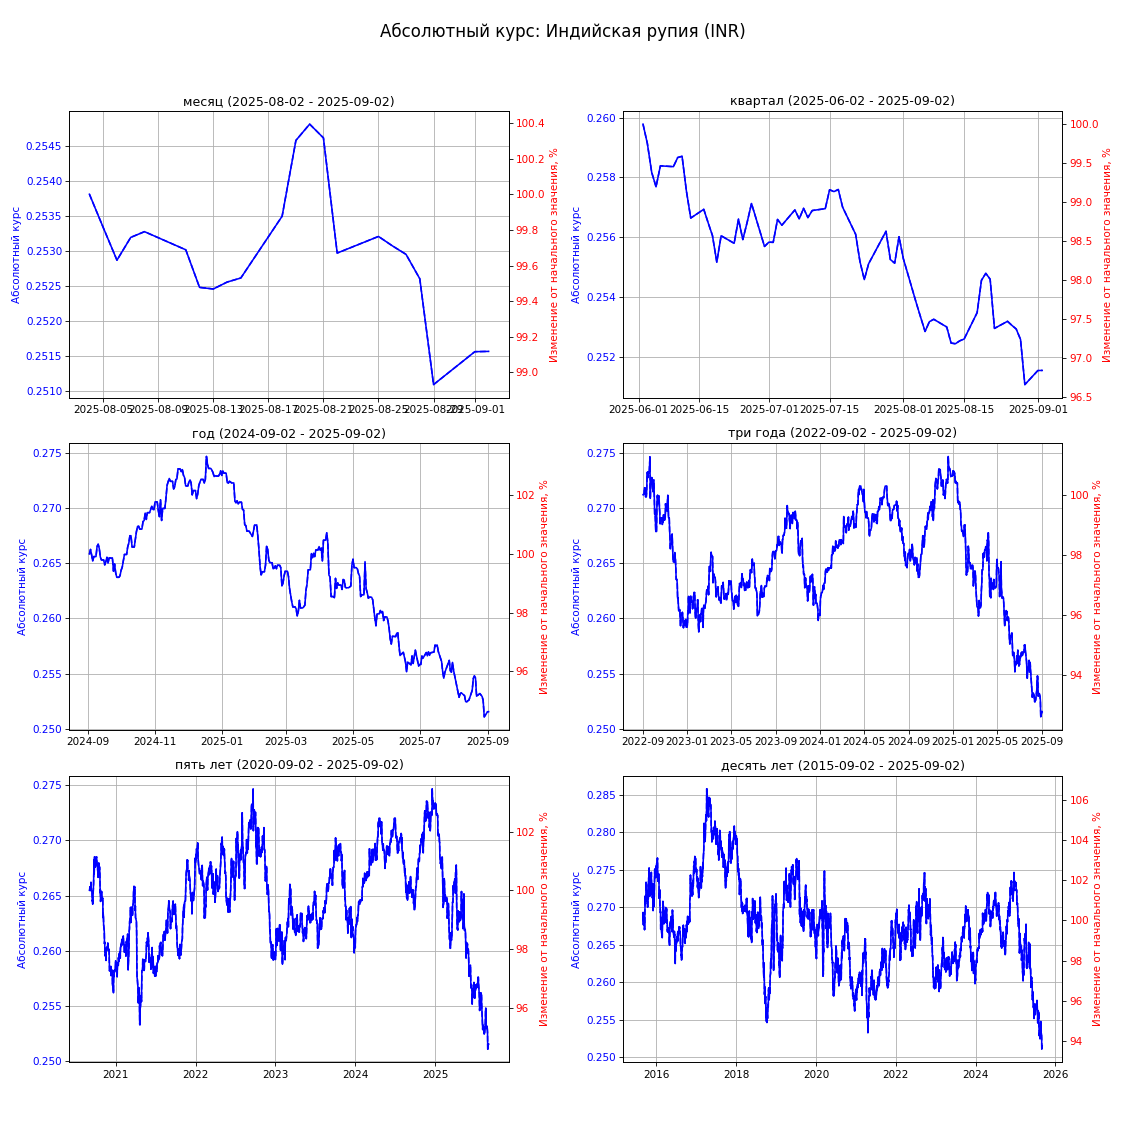 Абсолютный курс: Индийская рупия (INR)
месяц (2025-08-02 - 2025-09-02)
Абсолютный курс
0.2545
0.2540
0.2535
0.2530
0.2525
0.2520
0.2515
0.2510
100.4
100.2
100.0
99.8
99.6
99.4
99.2
99.0
Изменение от начального значения, %
2025-08-05 2025-08-09 2025-08-13 2025-08-17 2025-08-21 2025-08-25 2025-08-29 2025-09-01
квартал (2025-06-02 - 2025-09-02)
Абсолютный курс
0.260
0.258
0.256
0.254
0.252
100.0
99.5
99.0
98.5
98.0
97.5
97.0
96.5
Изменение от начального значения, %
2025-06-01 2025-06-15 2025-07-01 2025-07-15 2025-08-01 2025-08-15 2025-09-01
год (2024-09-02 - 2025-09-02)
Абсолютный курс
0.275
0.270
0.265
0.260
0.255
0.250
102
100
98
96
Изменение от начального значения, %
2024-09 2024-11 2025-01 2025-03 2025-05 2025-07 2025-09
три года (2022-09-02 - 2025-09-02)
Абсолютный курс
0.275
0.270
0.265
0.260
0.255
0.250
100
98
96
94
Изменение от начального значения, %
2022-09 2023-01 2023-05 2023-09 2024-01 2024-05 2024-09 2025-01 2025-05 2025-09
пять лет (2020-09-02 - 2025-09-02)
Абсолютный курс
0.275
0.270
0.265
0.260
0.255
0.250
102
100
98
96
Изменение от начального значения, %
2021 2022 2023 2024 2025
десять лет (2015-09-02 - 2025-09-02)
Абсолютный курс
0.285
0.280
0.275
0.270
0.265
0.260
0.255
0.250
106
104
102
100
98
96
94
Изменение от начального значения, %
2016 2018 2020 2022 2024 2026